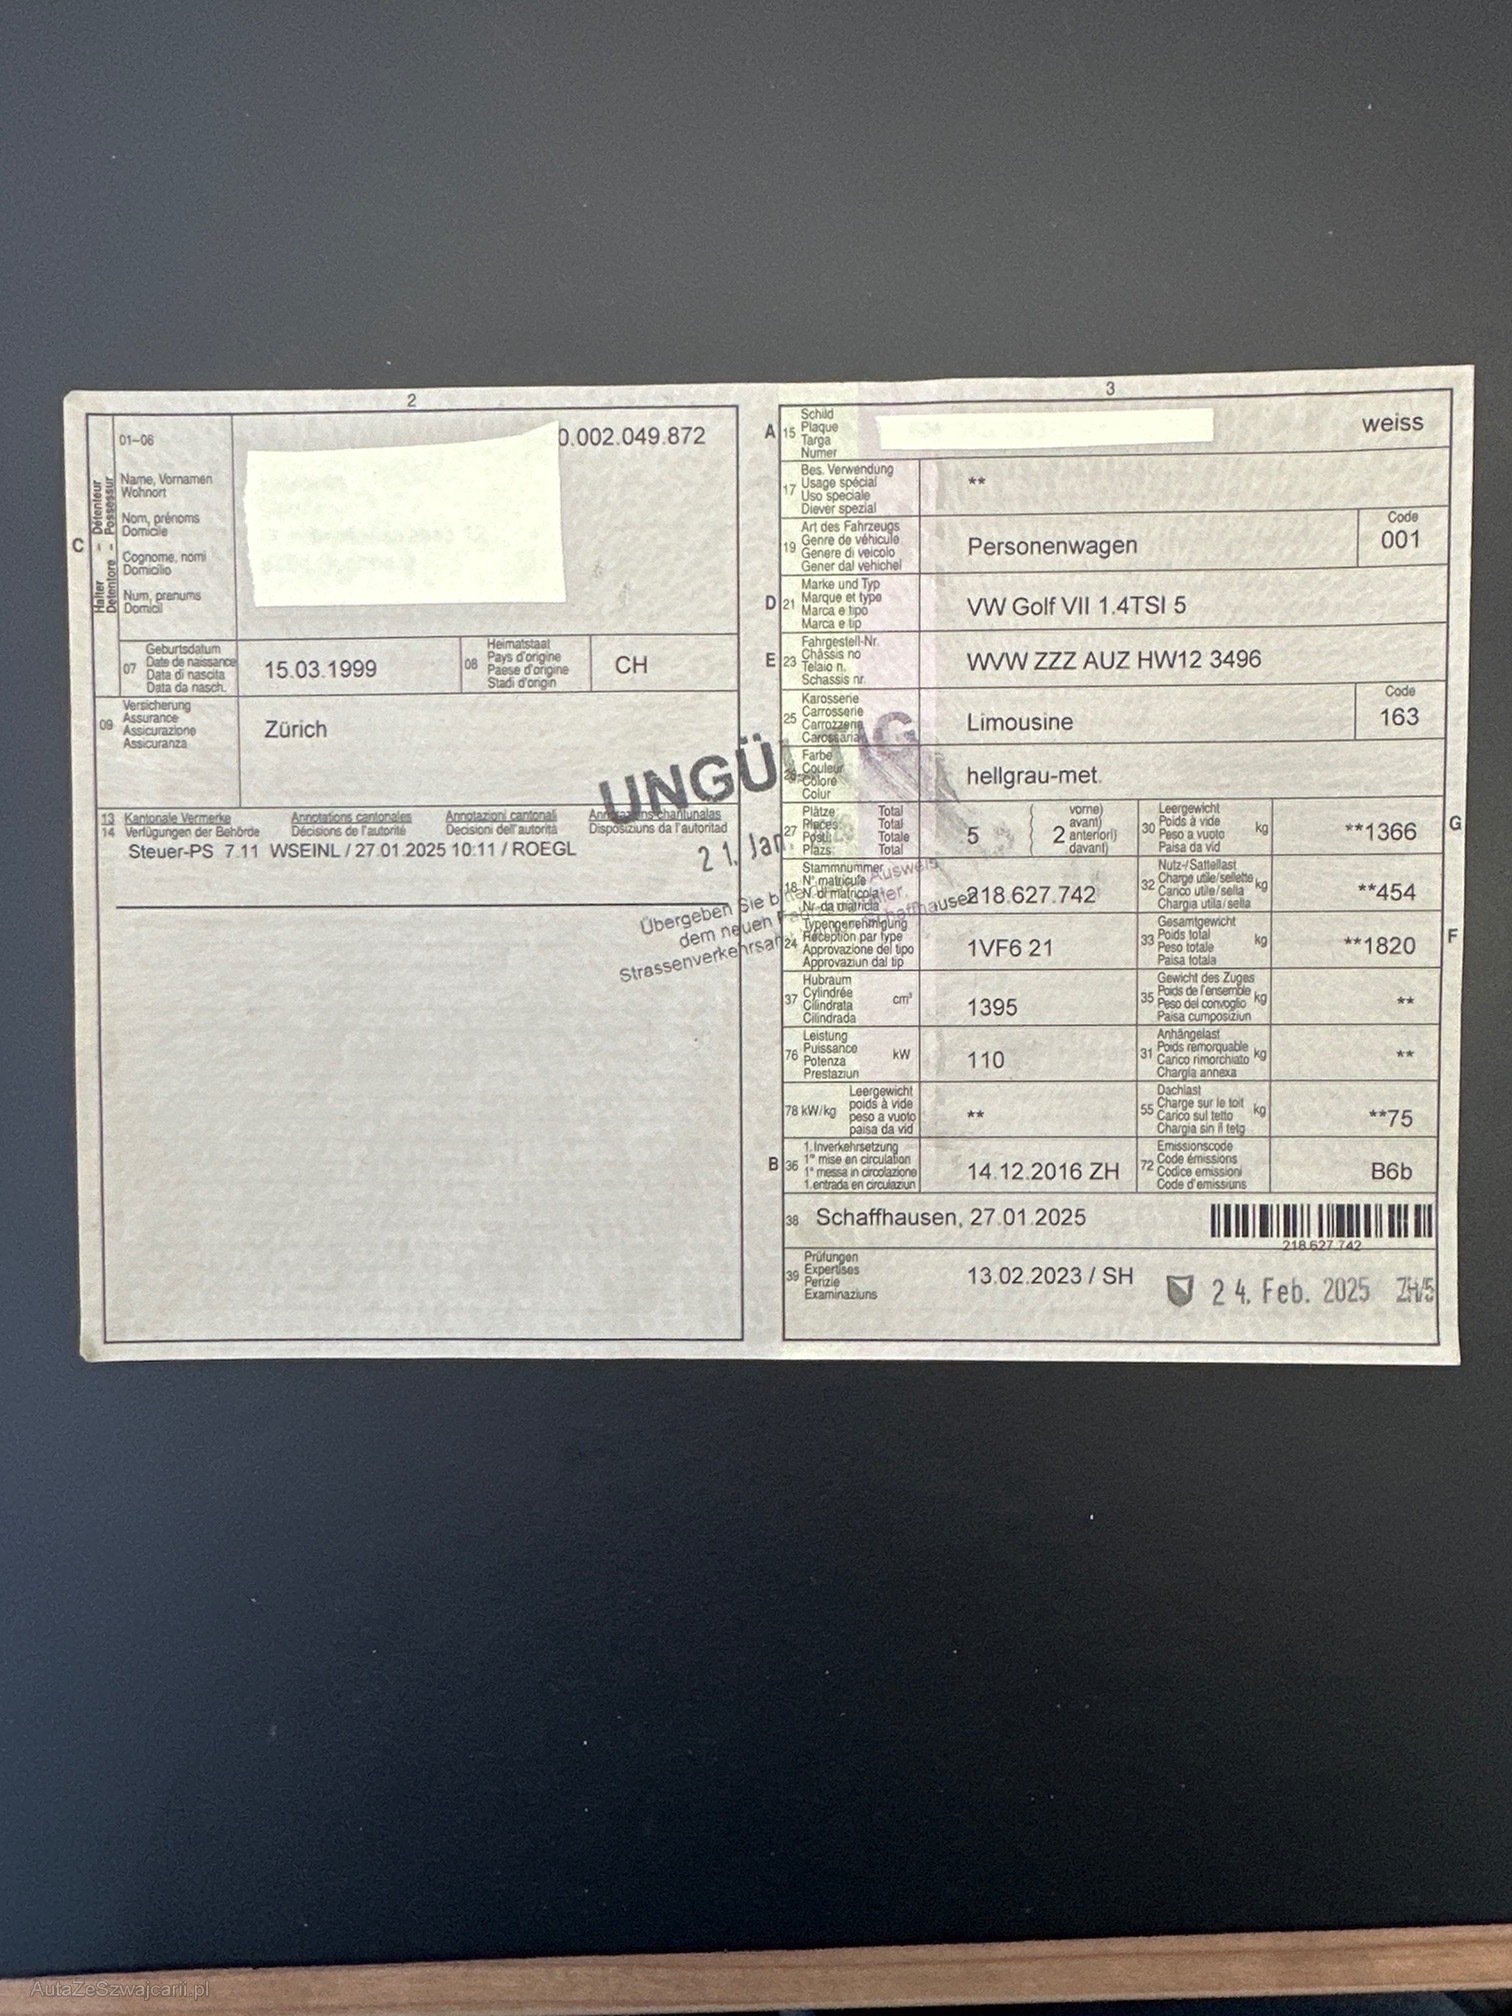 2
01–06
0.002.049.872
Halter - Détenteur
Detentore - Possessur
C
Name, Vornamen
Wohnort
Nom, prénoms
Domicile
Cognome, nomi
Domicilio
Num, prenums
Domicil
07
Geburtsdatum
Date de naissance
Data di nascita
Data da nasch.
15.03.1999
08
Heimatstaat
Pays d'origine
Paese d'origine
Stadi d'origin
CH
09
Versicherung
Assurance
Assicurazione
Assicuranza
Zürich
13 Kantonale Vermerke Annotations cantonales Annotazioni cantonali Annotaziuns chantunalas
14 Verfügungen der Behörde Décisions de l'autorité Decisioni dell'autorità Disposiziuns da l'autoritad
Steuer-PS 7.11 WSEINL / 27.01.2025 10:11 / ROEGL
UNGÜLTIG
21. Jan.
Übergeben Sie Ausweis
dem neuen
Strassenverkehrsamt Schaffhausen
3
A 15
Schild
Plaque
Targa
Numer
weiss
17
Bes. Verwendung
Usage spécial
Uso speciale
Diever spezial
**
19
Art des Fahrzeugs
Genre de véhicule
Genere di veicolo
Gener dal vehichel
Personenwagen
Code
001
D 21
Marke und Typ
Marque et type
Marca e tipo
Marca e tip
VW Golf VII 1.4TSI 5
E 23
Fahrgestell-Nr.
Châssis no
Telaio n.
Schassis nr.
WVW ZZZ AUZ HW12 3496
25
Karosserie
Carrosserie
Carrozzeria
Carossaria
Limousine
Code
163
26
Farbe
Couleur
Colore
Colur
hellgrau-met.
27
Plätze Total
Places Total
Posti Totale
Plazs Total
5
( 2
vorne)
avant)
anteriori)
davant)
30
Leergewicht
Poids à vide
Peso a vuoto
Paisa da vid
kg
**1366
G
18
Stammnummer
N° matricule
N° di matricola
Nr. da matricla
218.627.742
32
Nutz-/Sattellast
Charge utile/sellette
Carico utile/sella
Chargia utila/sella
kg
**454
24
Typengenehmigung
Réception par type
Approvazione del tipo
Approvaziun dal tip
1VF6 21
33
Gesamtgewicht
Poids total
Peso totale
Paisa totala
kg
**1820
F
37
Hubraum
Cylindrée
Cilindrata
Cilindrada
cm³
1395
35
Gewicht des Zuges
Poids de l'ensemble
Peso del convoglio
Paisa cumposiziun
kg
**
76
Leistung
Puissance
Potenza
Prestaziun
kW
110
31
Anhängelast
Poids remorquable
Carico rimorchiato
Chargia annexa
kg
**
78 kW/kg
Leergewicht
poids à vide
peso a vuoto
paisa da vid
**
55
Dachlast
Charge sur le toit
Carico sul tetto
Chargia sin il tetg
kg
**75
B 36
1. Inverkehrsetzung
1re mise en circulation
1a messa in circolazione
1. entrada en circulaziun
14.12.2016 ZH
72
Emissionscode
Code émissions
Codice emissioni
Code d'emissiuns
B6b
38 Schaffhausen, 27.01.2025
218.627.742
39
Prüfungen
Expertises
Perizie
Examinaziuns
13.02.2023 / SH
24. Feb. 2025 ZH/5
AutaZeSzwajcarii.pl